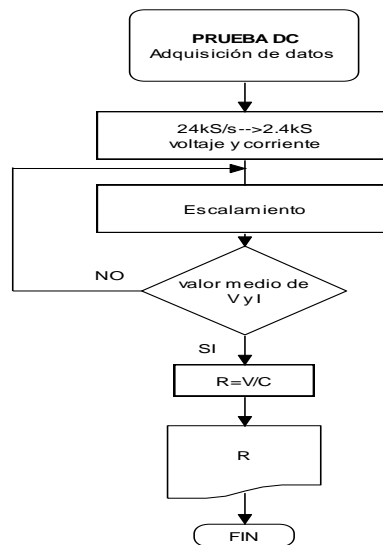 PRUEBA DC
Adquisición de datos
24kS/s-->2.4kS
voltaje y corriente
Escalamiento
NO
valor medio de
V y I
SI
R=V/C
R
FIN